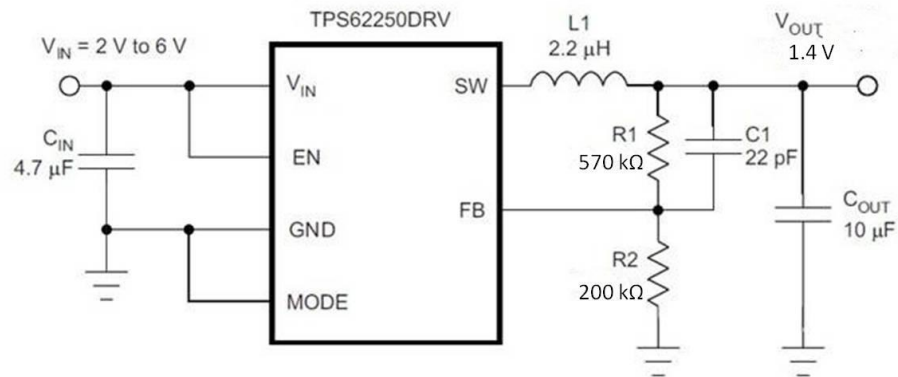 TPS62250DRV
V_IN = 2 V to 6 V
C_IN
4.7 μF
V_IN
EN
GND
MODE
SW
FB
L1
2.2 μH
R1
570 kΩ
C1
22 pF
R2
200 kΩ
V_OUT
1.4 V
C_OUT
10 μF